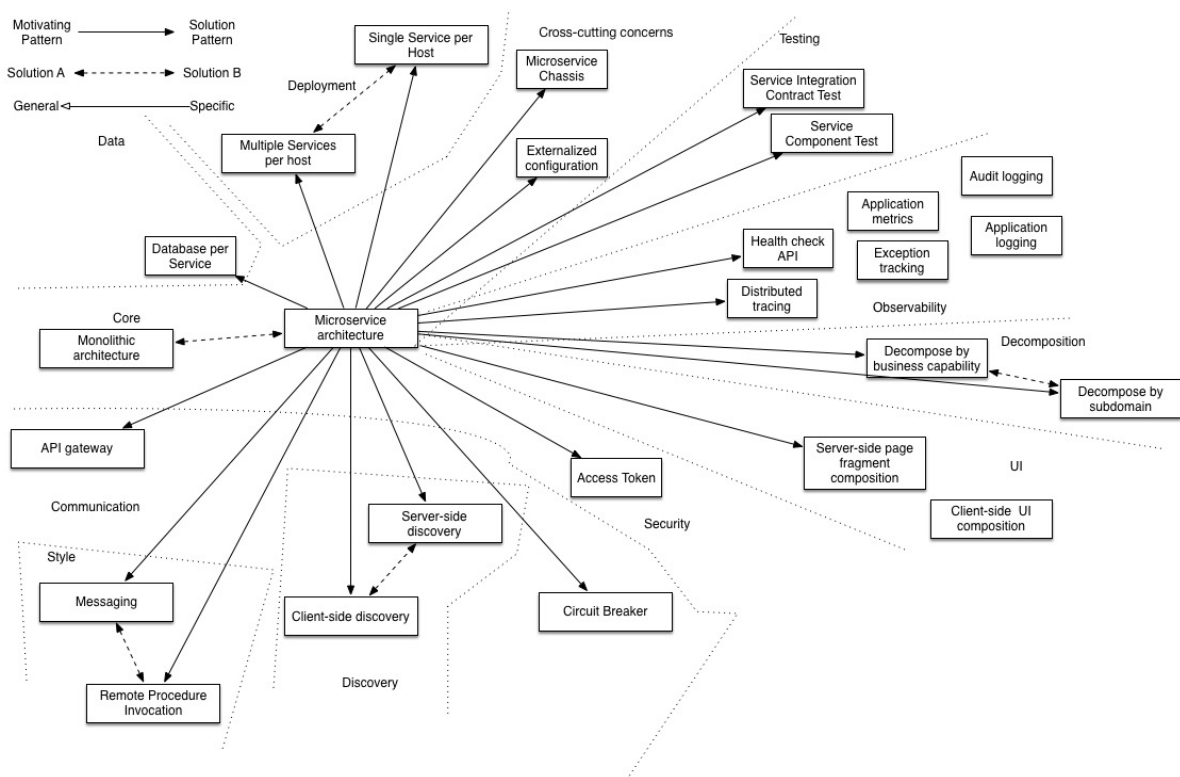 Motivating
Pattern
Solution
Pattern
Solution A
Solution B
General
Specific
Data
Deployment
Single Service per
Host
Multiple Services
per host
Cross-cutting concerns
Microservice
Chassis
Externalized
configuration
Testing
Service Integration
Contract Test
Service
Component Test
Audit logging
Application
metrics
Application
logging
Health check
API
Exception
tracking
Distributed
tracing
Observability
Database per
Service
Core
Monolithic
architecture
Microservice
architecture
Decomposition
Decompose by
business capability
Decompose by
subdomain
API gateway
Access Token
Server-side page
fragment
composition
UI
Client-side UI
composition
Communication
Server-side
discovery
Security
Style
Messaging
Client-side discovery
Circuit Breaker
Remote Procedure
Invocation
Discovery